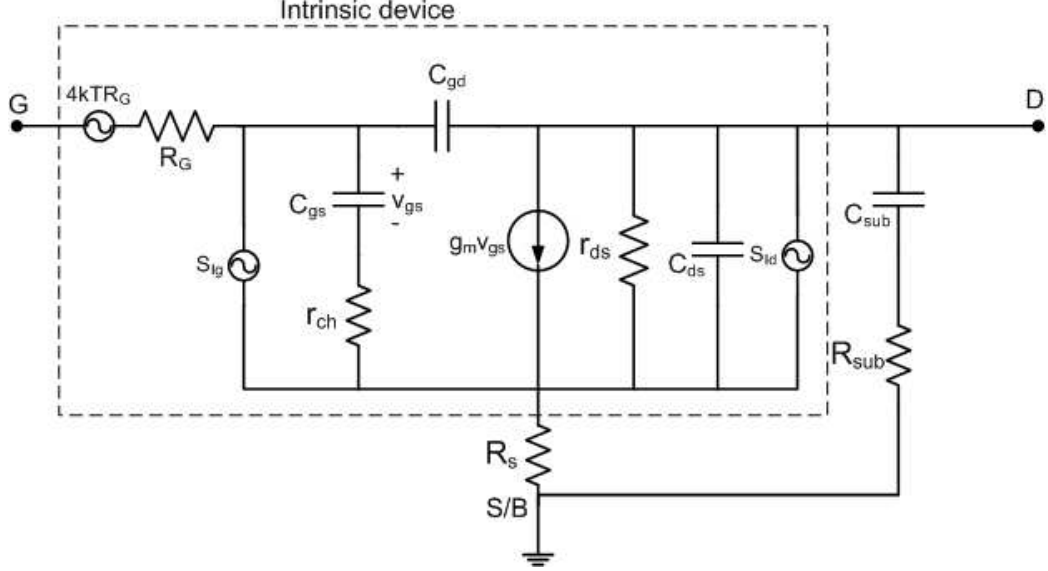 Intrinsic device
C_gd
G
4kTR_G
D
R_G
+
C_gs
v_gs
-
C_sub
g_mv_gs
r_ds
S_Ig
C_ds
S_Id
r_ch
R_sub
R_s
S/B